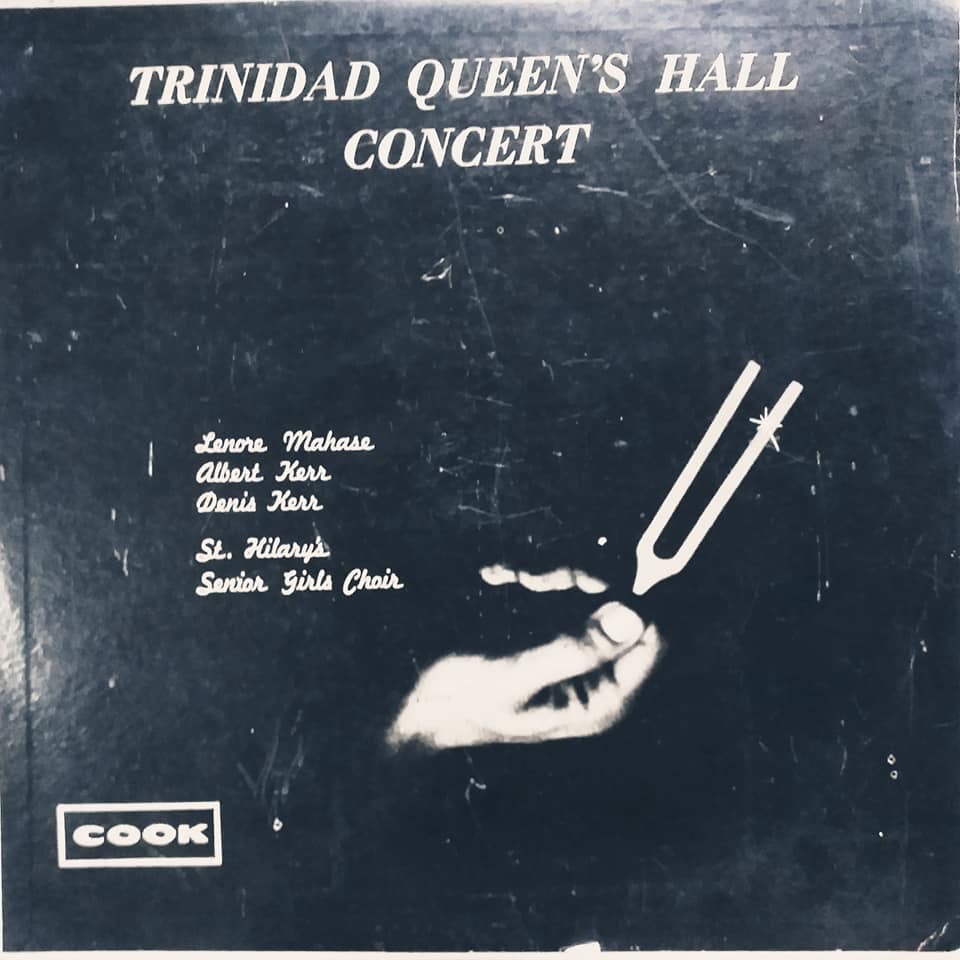 TRINIDAD QUEEN'S HALL
CONCERT
Lenore Mahase
Albert Kerr
Denis Kerr
St. Hilary's
Senior Girls Choir
COOK